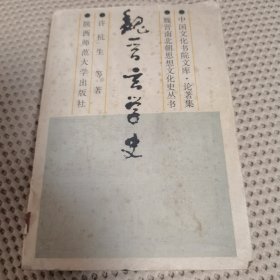 ●中国文化书院文库·论著集
●魏晋南北朝思想文化史丛书
魏晋玄学史
●许杭生 等 著
●陕西师范大学出版社